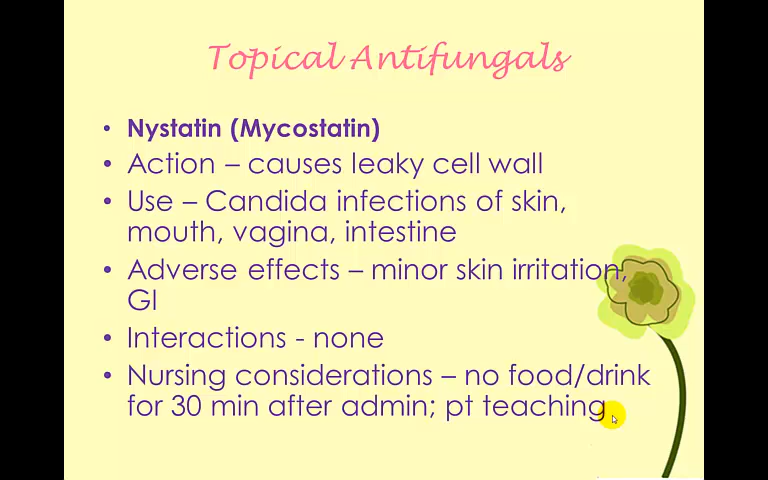 Topical Antifungals
• Nystatin (Mycostatin)
• Action – causes leaky cell wall
• Use – Candida infections of skin,
mouth, vagina, intestine
• Adverse effects – minor skin irritation,
GI
• Interactions - none
• Nursing considerations – no food/drink
for 30 min after admin; pt teaching